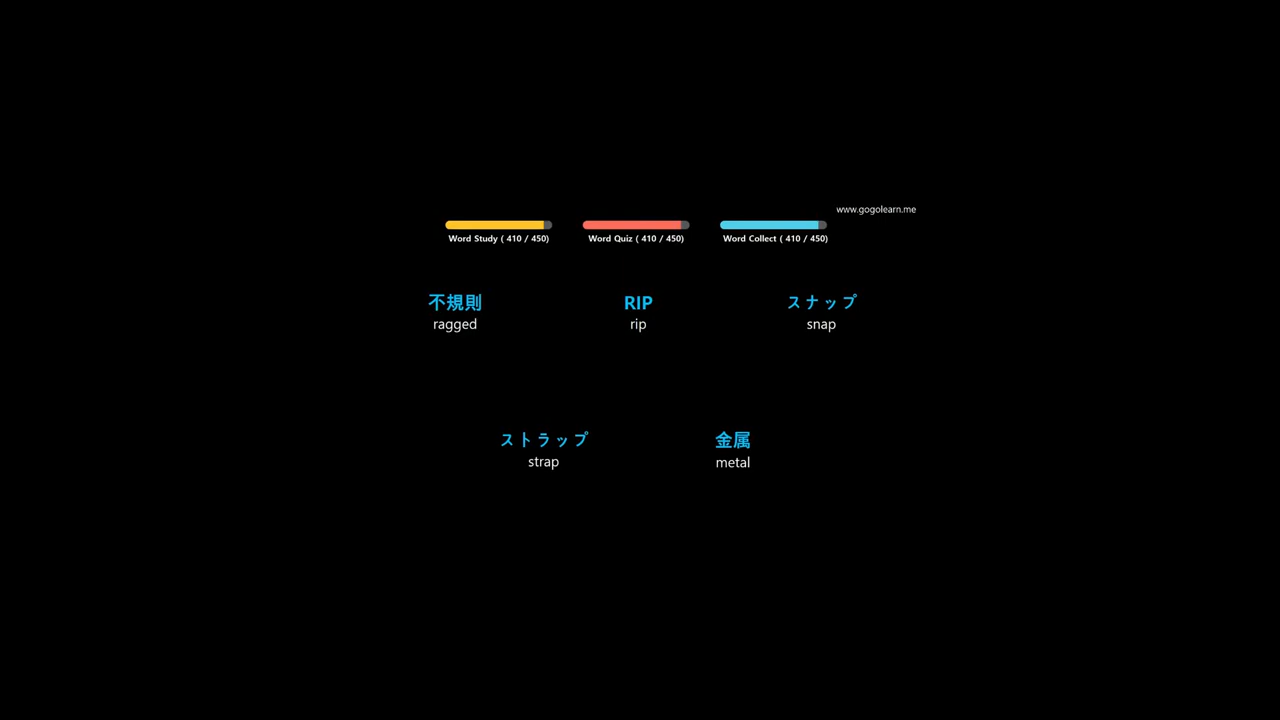 www.gogolearn.me
Word Study ( 410 / 450)
Word Quiz ( 410 / 450)
Word Collect ( 410 / 450)
不規則
ragged
RIP
rip
スナップ
snap
ストラップ
strap
金属
metal